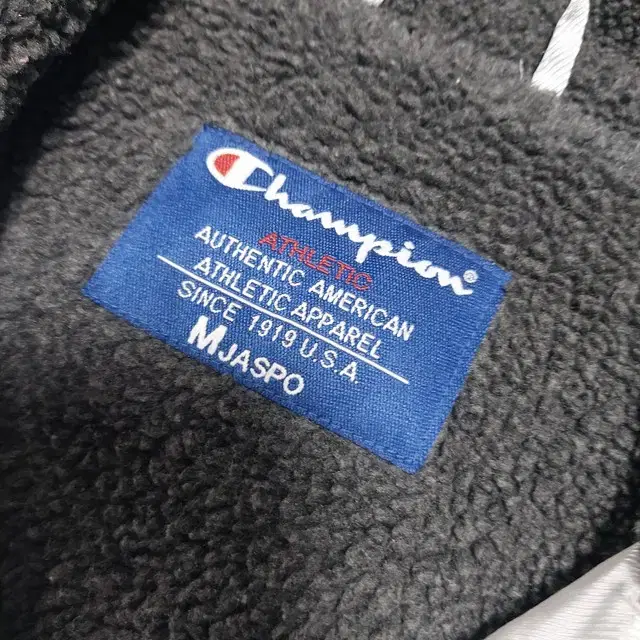 Champion®
ATHLETIC
AUTHENTIC AMERICAN
ATHLETIC APPAREL
SINCE 1919 U.S.A.
M JASPO